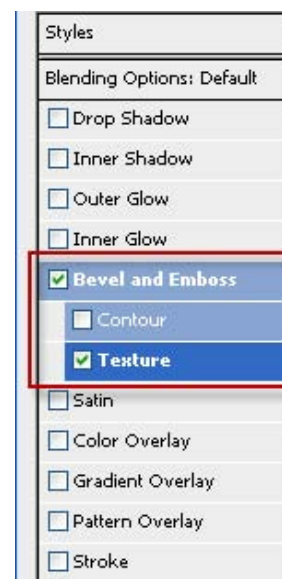 Styles
Blending Options: Default
Drop Shadow
Inner Shadow
Outer Glow
Inner Glow
Bevel and Emboss
Contour
Texture
Satin
Color Overlay
Gradient Overlay
Pattern Overlay
Stroke